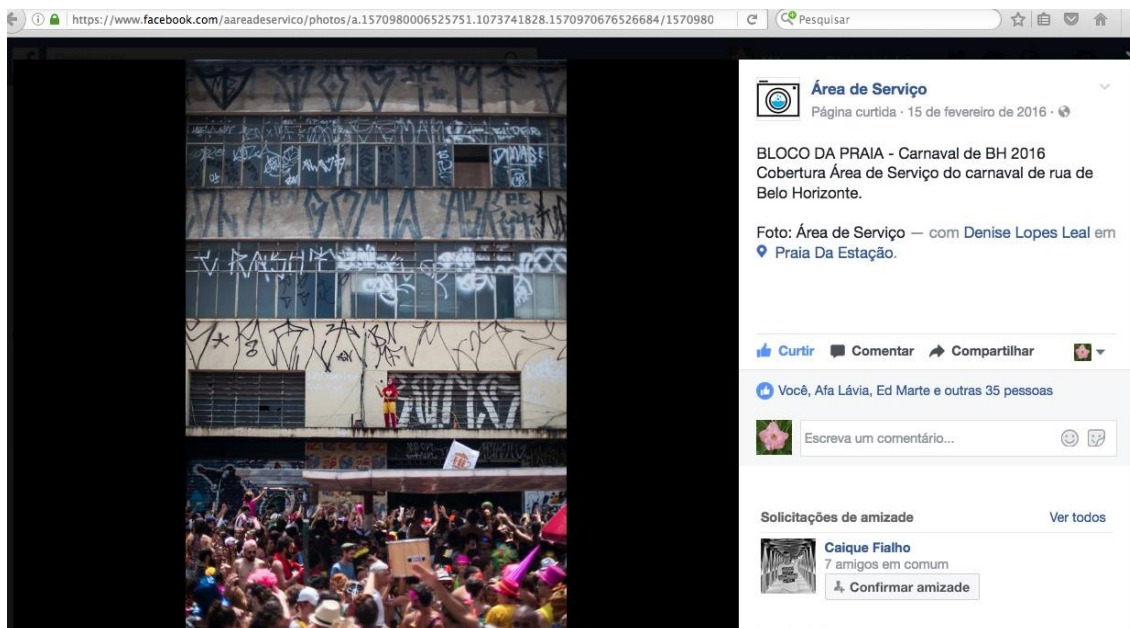 https://www.facebook.com/aareadeservico/photos/a.1570980006525751.1073741828.1570970676526684/1570980
Pesquisar
Área de Serviço
Página curtida · 15 de fevereiro de 2016 ·
BLOCO DA PRAIA - Carnaval de BH 2016
Cobertura Área de Serviço do carnaval de rua de
Belo Horizonte.
Foto: Área de Serviço — com Denise Lopes Leal em
Praia Da Estação.
Curtir Comentar Compartilhar
Você, Afa Lávia, Ed Marte e outras 35 pessoas
Escreva um comentário...
Solicitações de amizade Ver todos
Caique Fialho
7 amigos em comum
Confirmar amizade
GOMA